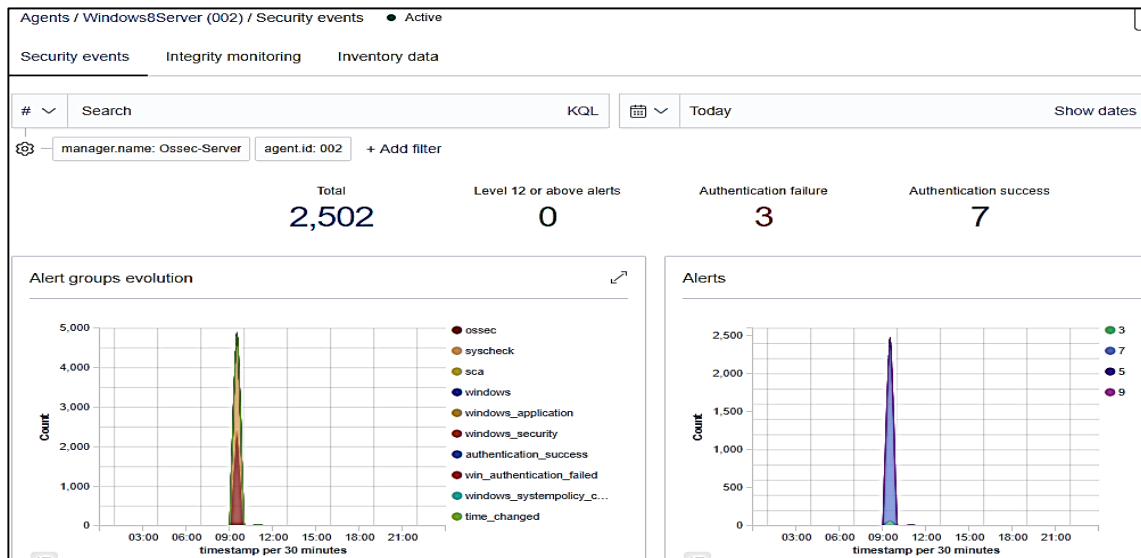 Agents / Windows8Server (002) / Security events ● Active
Security events Integrity monitoring Inventory data
# Search KQL Today Show dates
manager.name: Ossec-Server agent.id: 002 + Add filter
Total Level 12 or above alerts Authentication failure Authentication success
2,502 0 3 7
Alert groups evolution
5,000
4,000
3,000
2,000
1,000
0
Count
03:00 06:00 09:00 12:00 15:00 18:00 21:00
timestamp per 30 minutes
ossec
syscheck
sca
windows
windows_application
windows_security
authentication_success
win_authentication_failed
windows_systempolicy_c...
time_changed
Alerts
2,500
2,000
1,500
1,000
500
0
Count
03:00 06:00 09:00 12:00 15:00 18:00 21:00
timestamp per 30 minutes
3
7
5
9